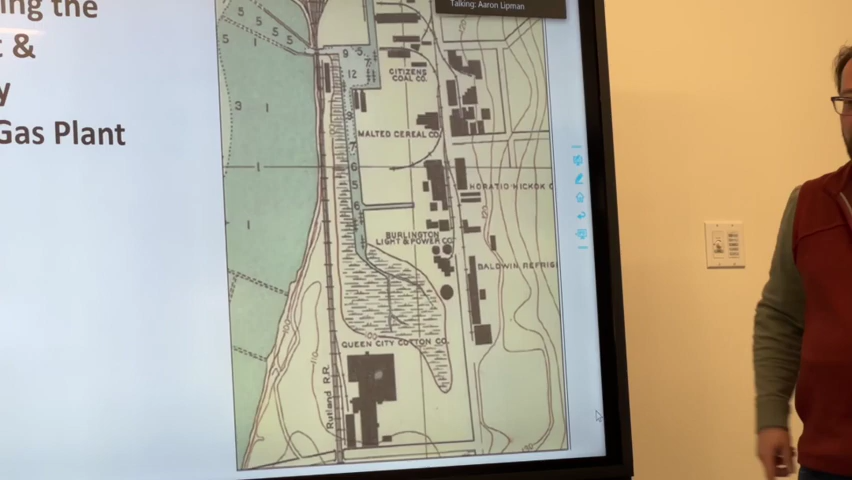 ing the
&
y
Gas Plant
Talking: Aaron Lipman
CITIZENS
COAL CO.
MALTED CEREAL CO.
HORATIO HICKOK C
BURLINGTON
LIGHT & POWER CO.
BALDWIN REFRIG
QUEEN CITY COTTON CO.
Rutland R.R.